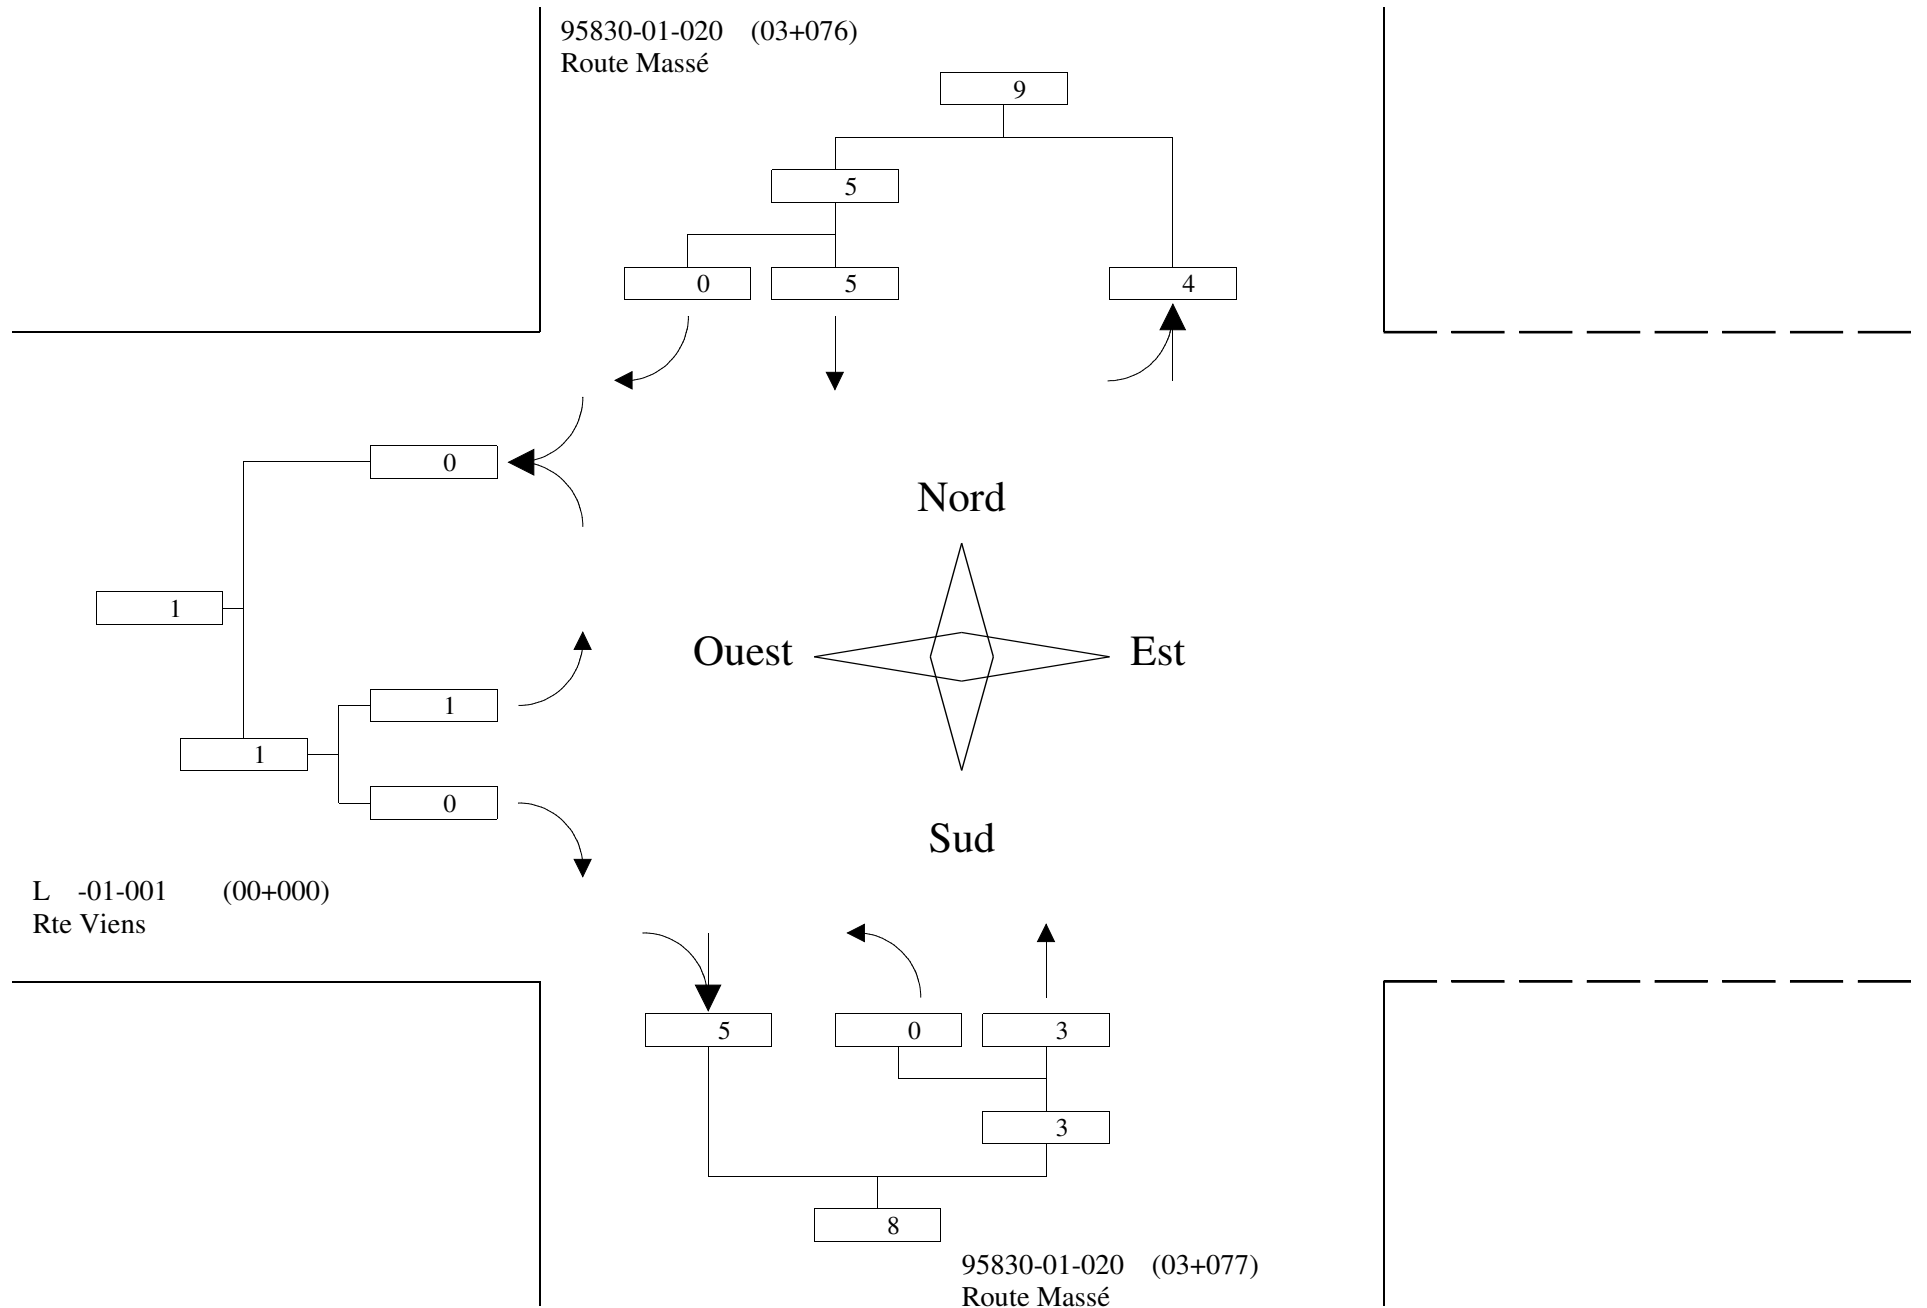 95830-01-020 (03+076)
Route Massé
9
5
0 5 4
0
Nord
1
Ouest Est
1
1
0
Sud
L -01-001 (00+000)
Rte Viens
5 0 3
3
8
95830-01-020 (03+077)
Route Massé